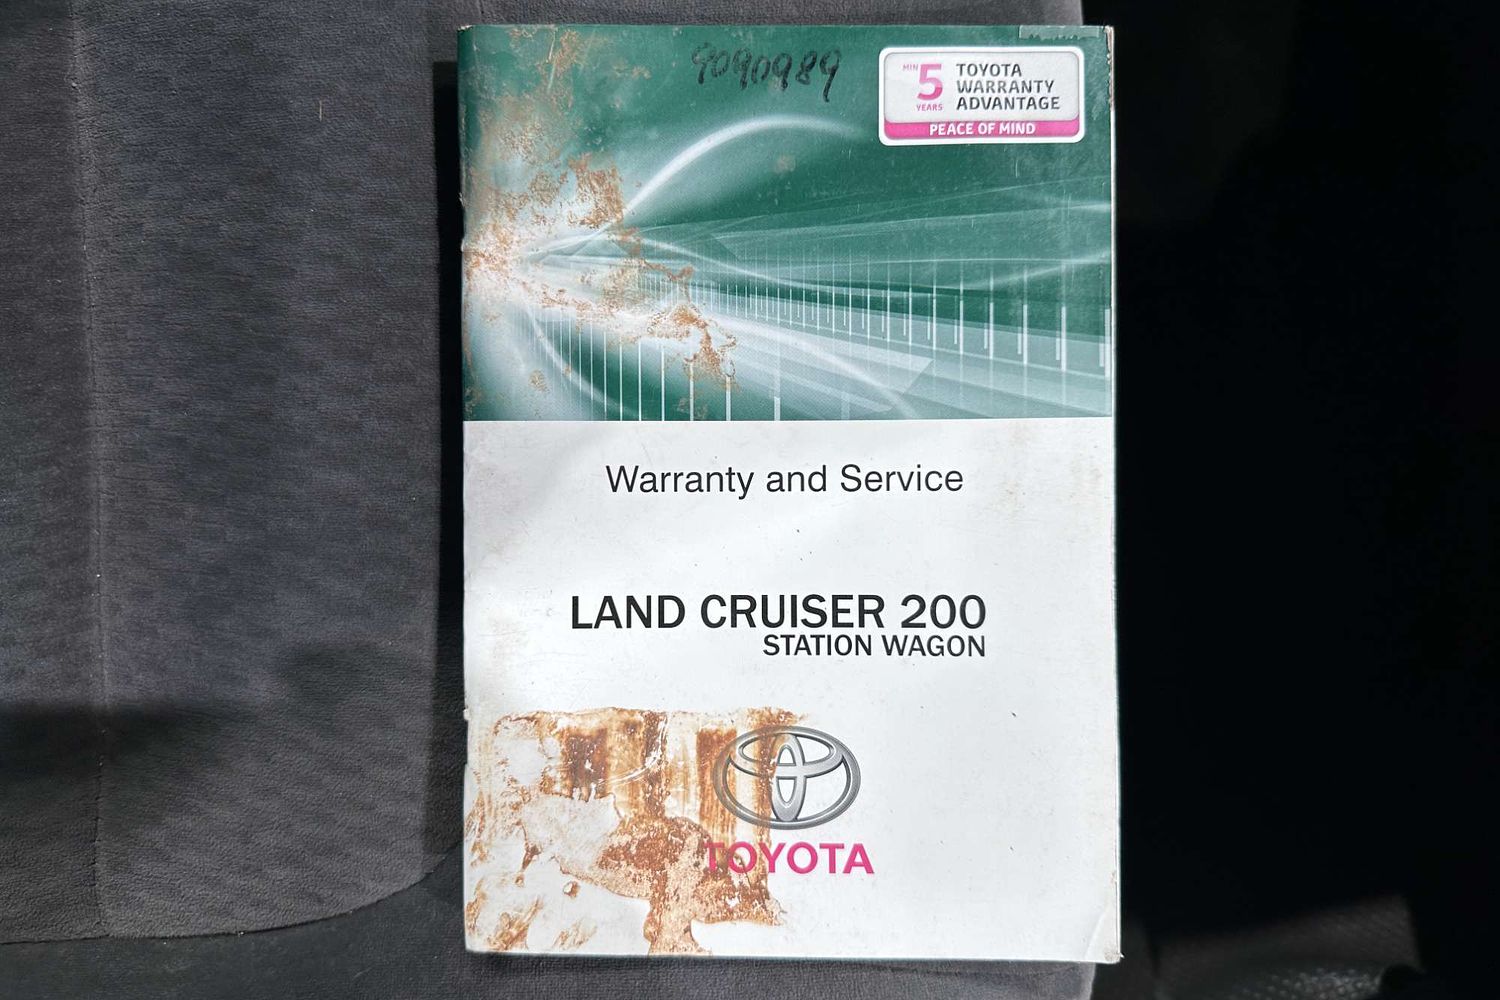 9090989
MIN 5 YEARS
TOYOTA
WARRANTY
ADVANTAGE
PEACE OF MIND
Warranty and Service
LAND CRUISER 200
STATION WAGON
TOYOTA